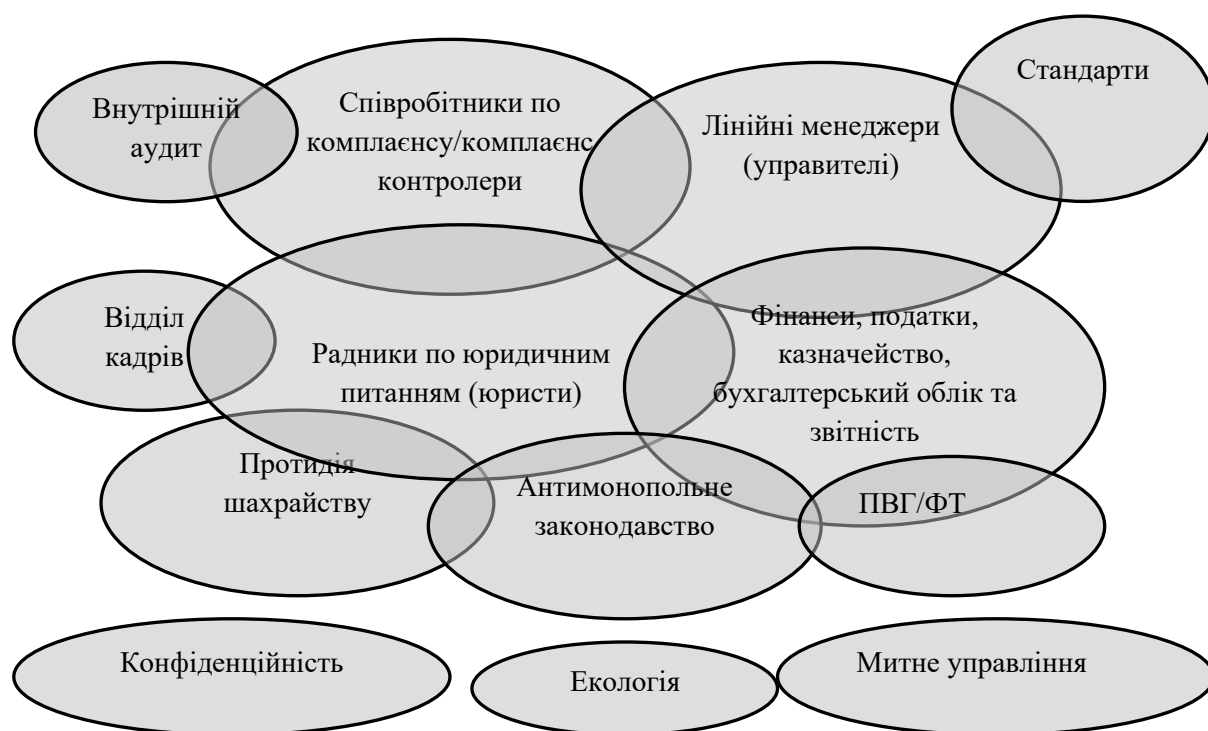 Внутрішній
аудит
Співробітники по
комплаєнсу/комплаєнс
контролери
Лінійні менеджери
(управителі)
Стандарти
Відділ
кадрів
Радники по юридичним
питанням (юристи)
Фінанси, податки,
казначейство,
бухгалтерський облік та
звітність
Протидія
шахрайству
Антимонопольне
законодавство
ПВГ/ФТ
Конфіденційність
Екологія
Митне управління